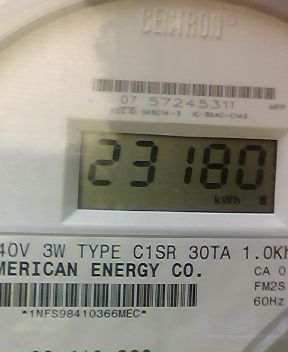 CENTRON
07 57245311
23180
kWh
40V 3W TYPE C1SR 30TA 1.0Kh
MERICAN ENERGY CO.
CA 0
FM2S
60Hz
*1NFS98410366MEC*